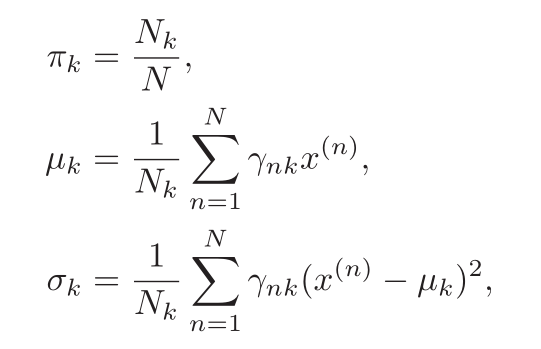 π_k = N_k / N,
μ_k = 1/N_k ∑_{n=1}^{N} γ_{nk} x^{(n)},
σ_k = 1/N_k ∑_{n=1}^{N} γ_{nk} (x^{(n)} − μ_k)^2,